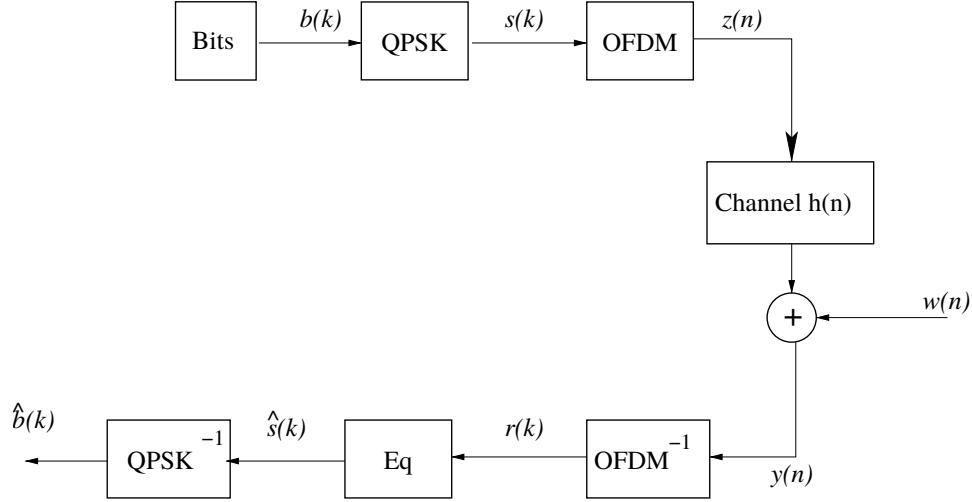 b(k) s(k) z(n)
Bits QPSK OFDM
Channel h(n)
+ w(n)
b̂(k) ŝ(k) r(k)
QPSK⁻¹ Eq OFDM⁻¹
y(n)